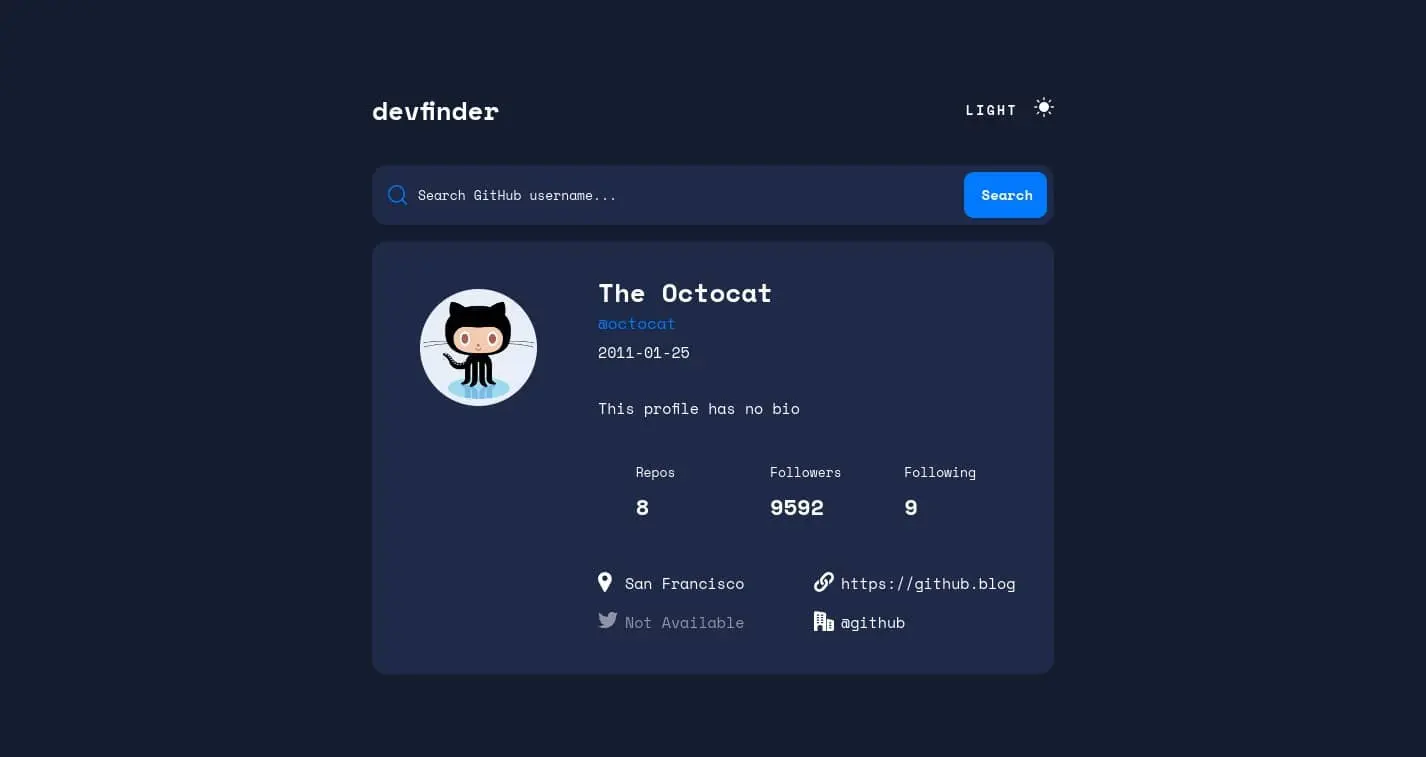 devfinder
LIGHT
Search GitHub username...
Search
The Octocat
@octocat
2011-01-25
This profile has no bio
Repos Followers Following
8 9592 9
San Francisco https://github.blog
Not Available @github